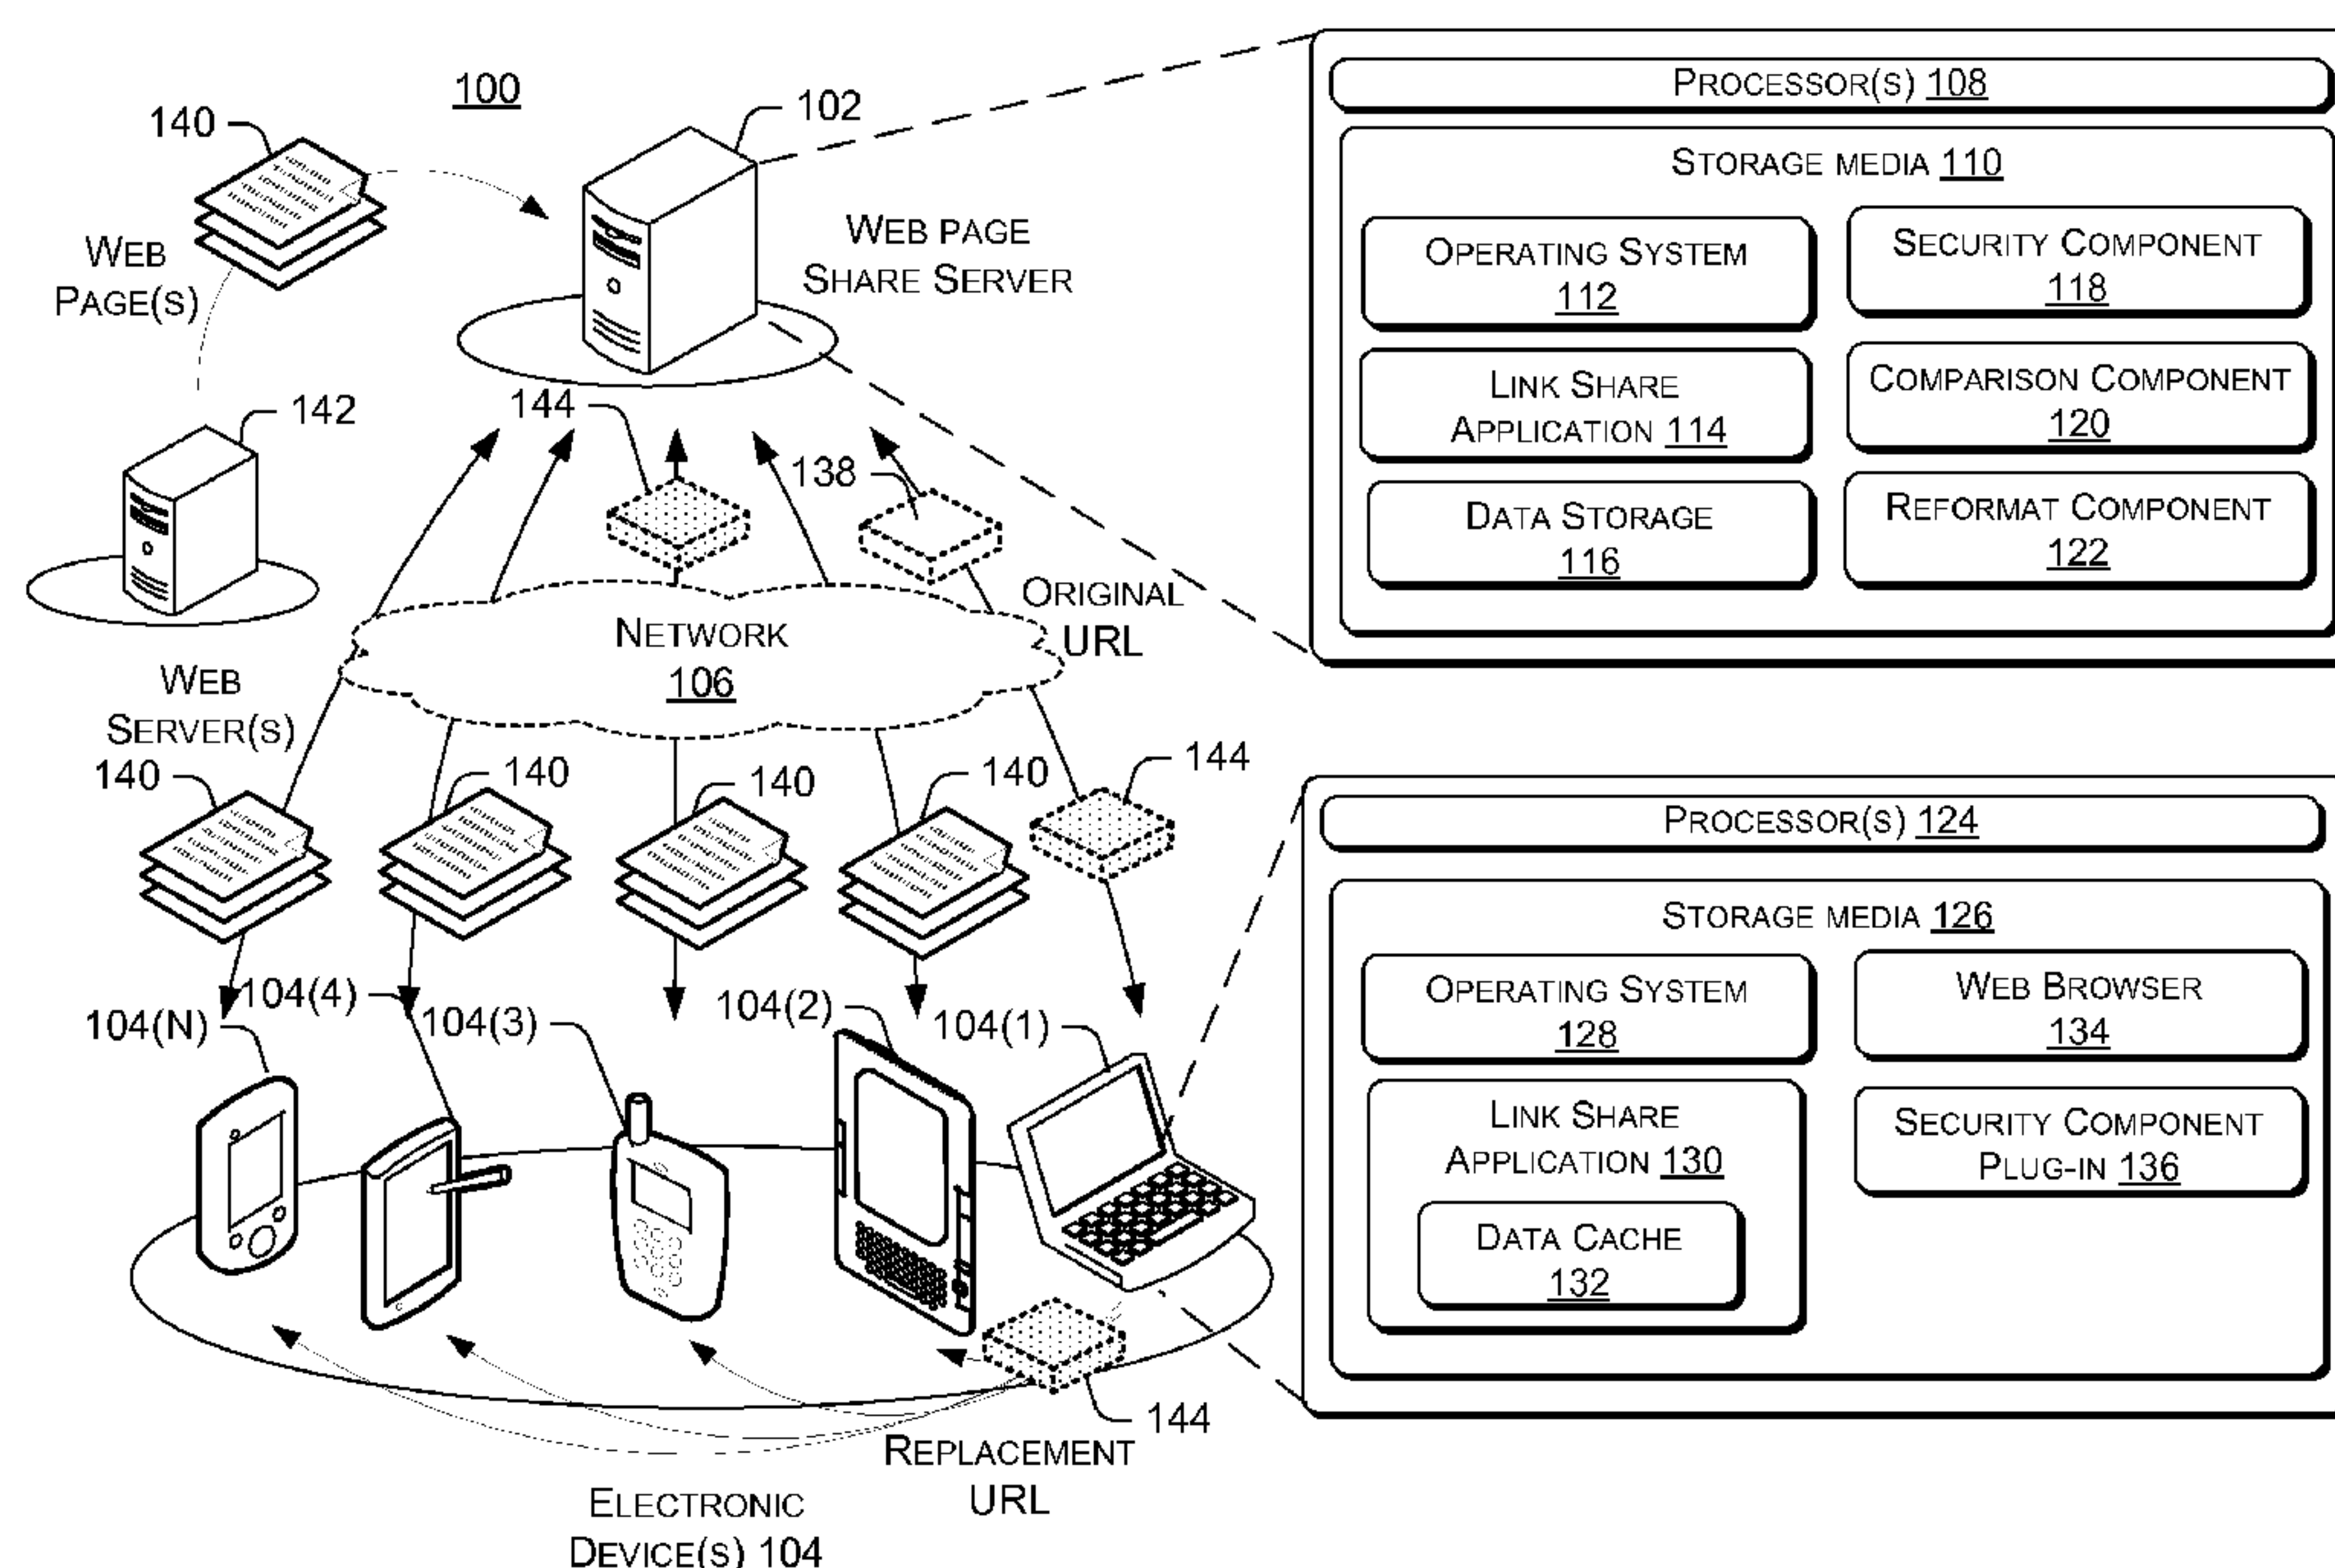 100
140
102
WEB
PAGE(S)
WEB PAGE
SHARE SERVER
142
144
138
ORIGINAL
URL
NETWORK
106
WEB
SERVER(S)
140
140
140
140
144
104(N)
104(4)
104(3)
104(2)
104(1)
144
REPLACEMENT
URL
ELECTRONIC
DEVICE(S) 104
PROCESSOR(S) 108
STORAGE MEDIA 110
OPERATING SYSTEM
112
SECURITY COMPONENT
118
LINK SHARE
APPLICATION 114
COMPARISON COMPONENT
120
DATA STORAGE
116
REFORMAT COMPONENT
122
PROCESSOR(S) 124
STORAGE MEDIA 126
OPERATING SYSTEM
128
WEB BROWSER
134
LINK SHARE
APPLICATION 130
SECURITY COMPONENT
PLUG-IN 136
DATA CACHE
132